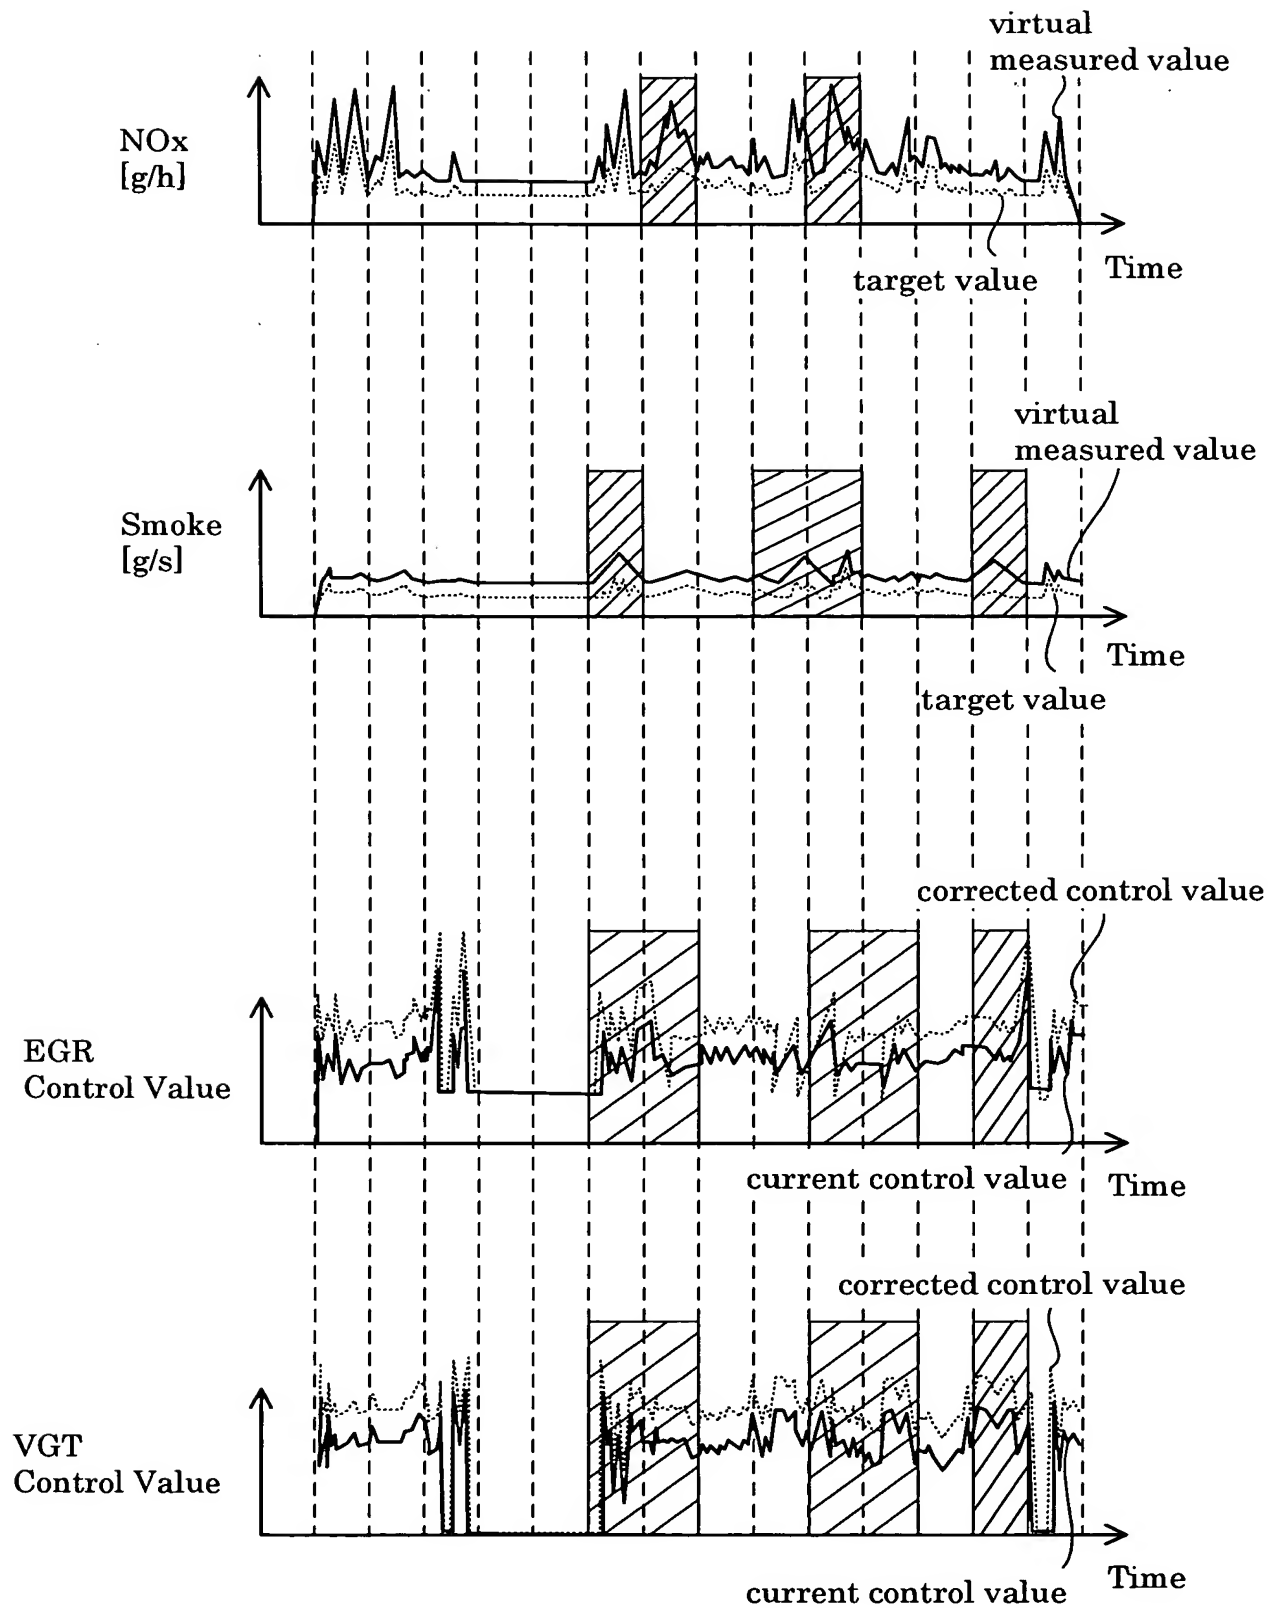 virtual
measured value
NOx
[g/h]
Time
target value
virtual
measured value
Smoke
[g/s]
Time
target value
corrected control value
EGR
Control Value
current control value
Time
corrected control value
VGT
Control Value
Time
current control value